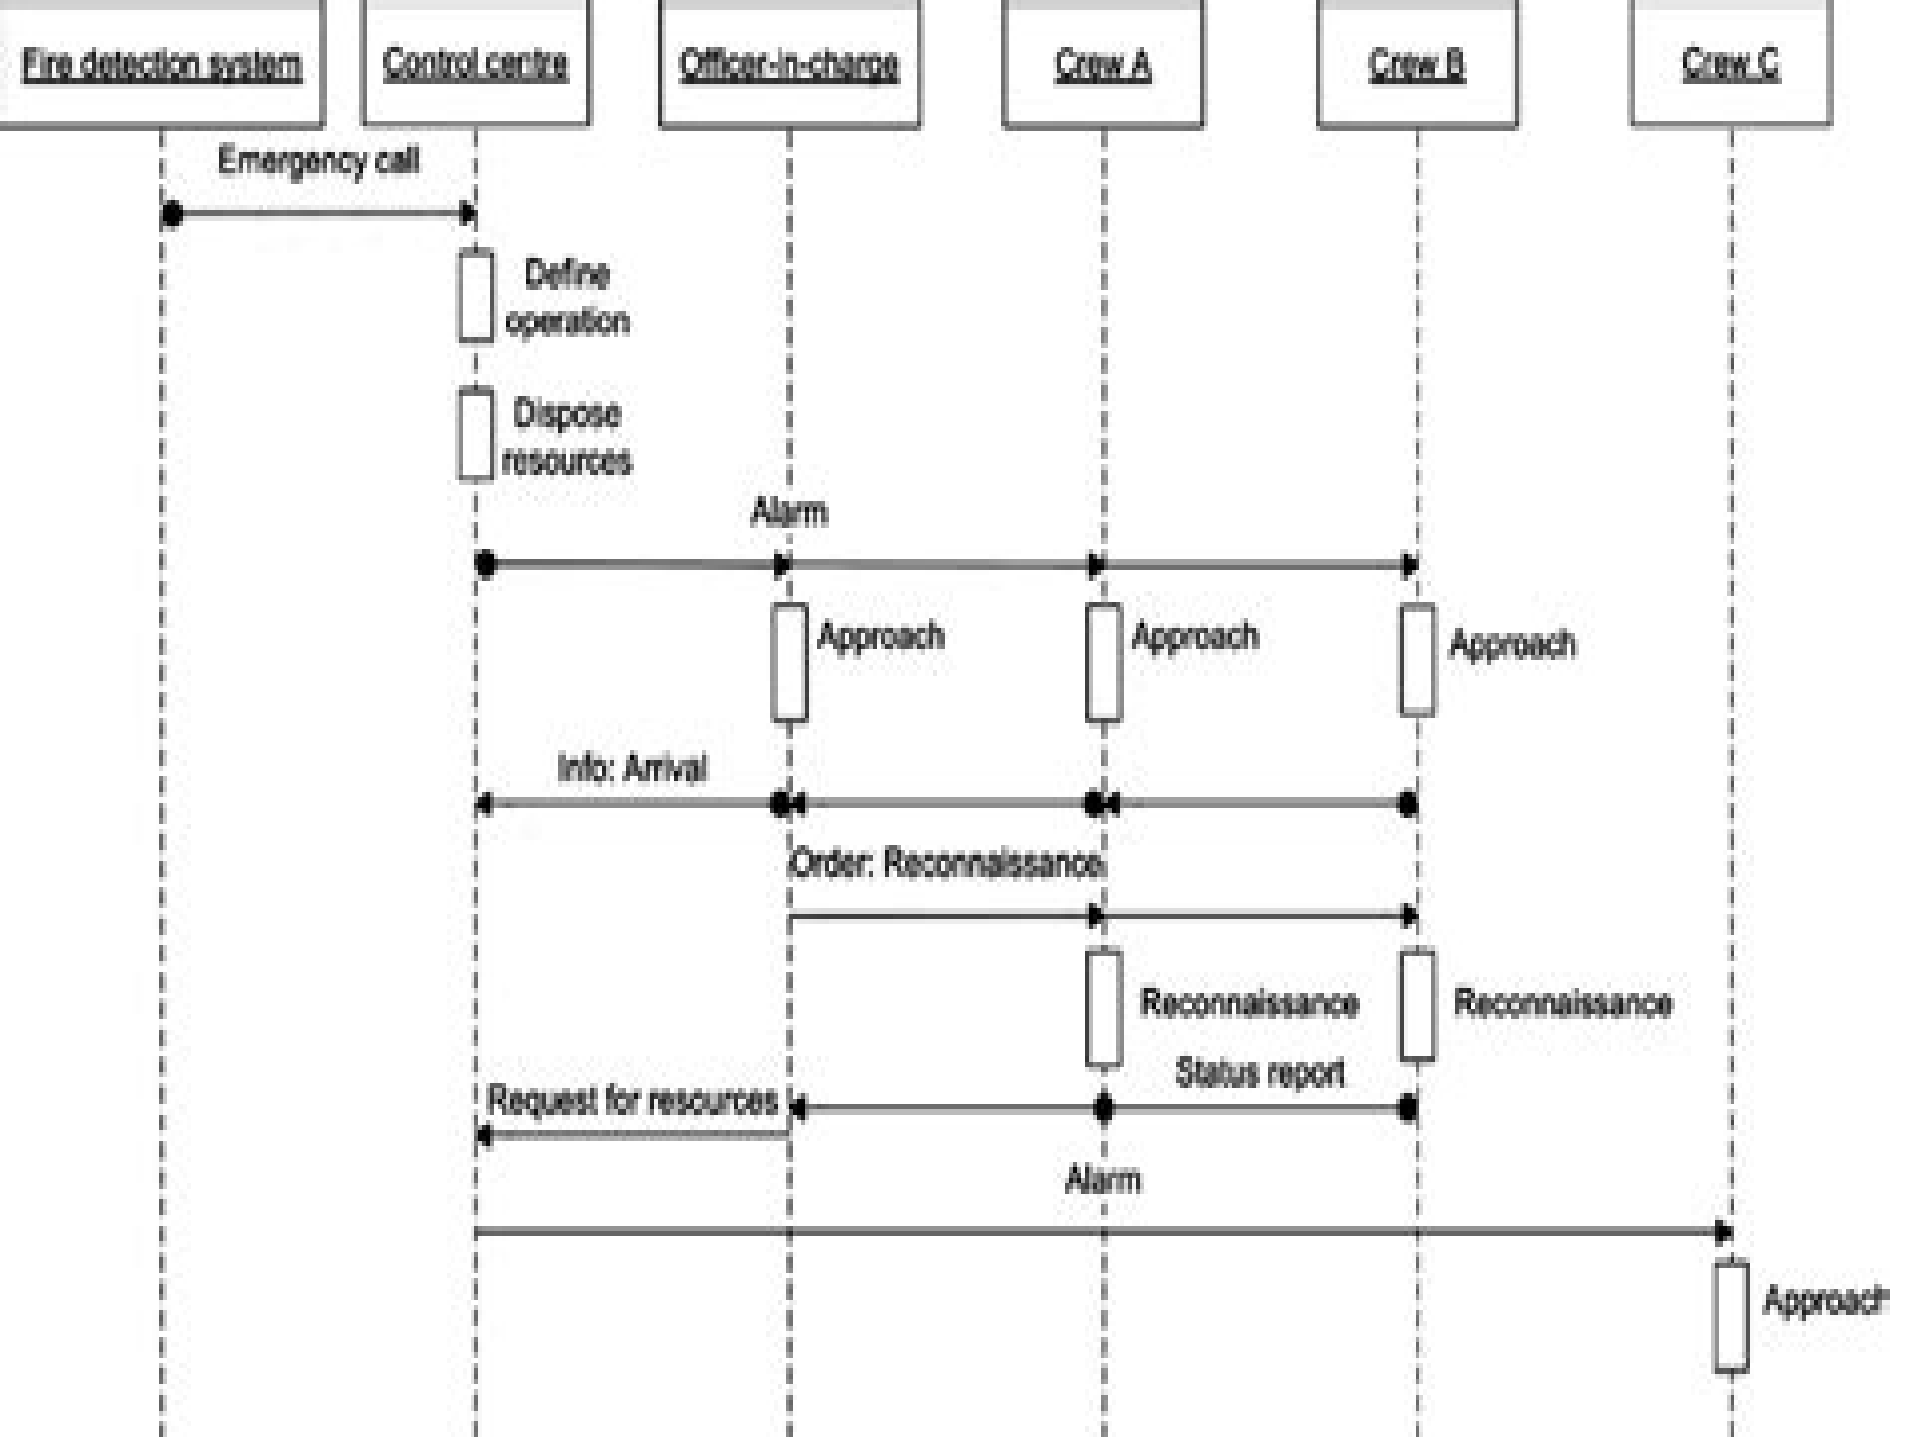 Fire detection system
Control centre
Officer-in-charge
Crew A
Crew B
Crew C
Emergency call
Define
operation
Dispose
resources
Alarm
Approach
Approach
Approach
Info: Arrival
Order: Reconnaissance
Reconnaissance
Reconnaissance
Status report
Request for resources
Alarm
Approach